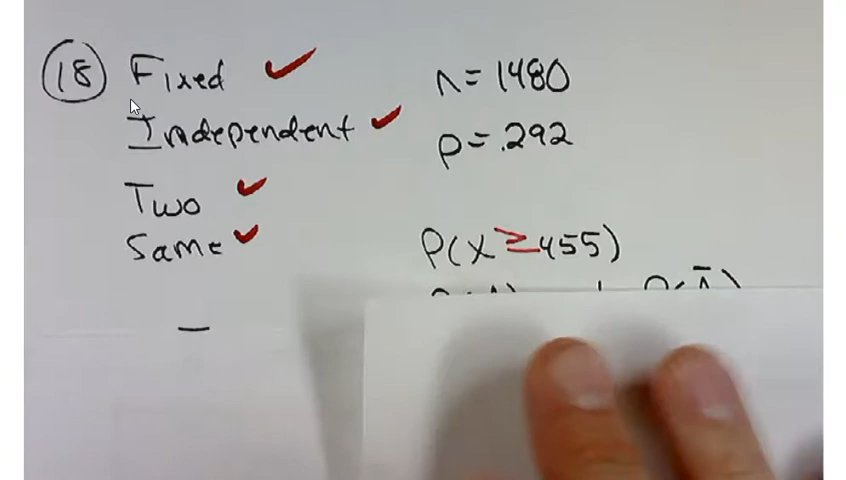 18 Fixed ✓
Independent ✓
Two ✓
Same ✓
n = 1480
p = .292
P(X ≥ 455)